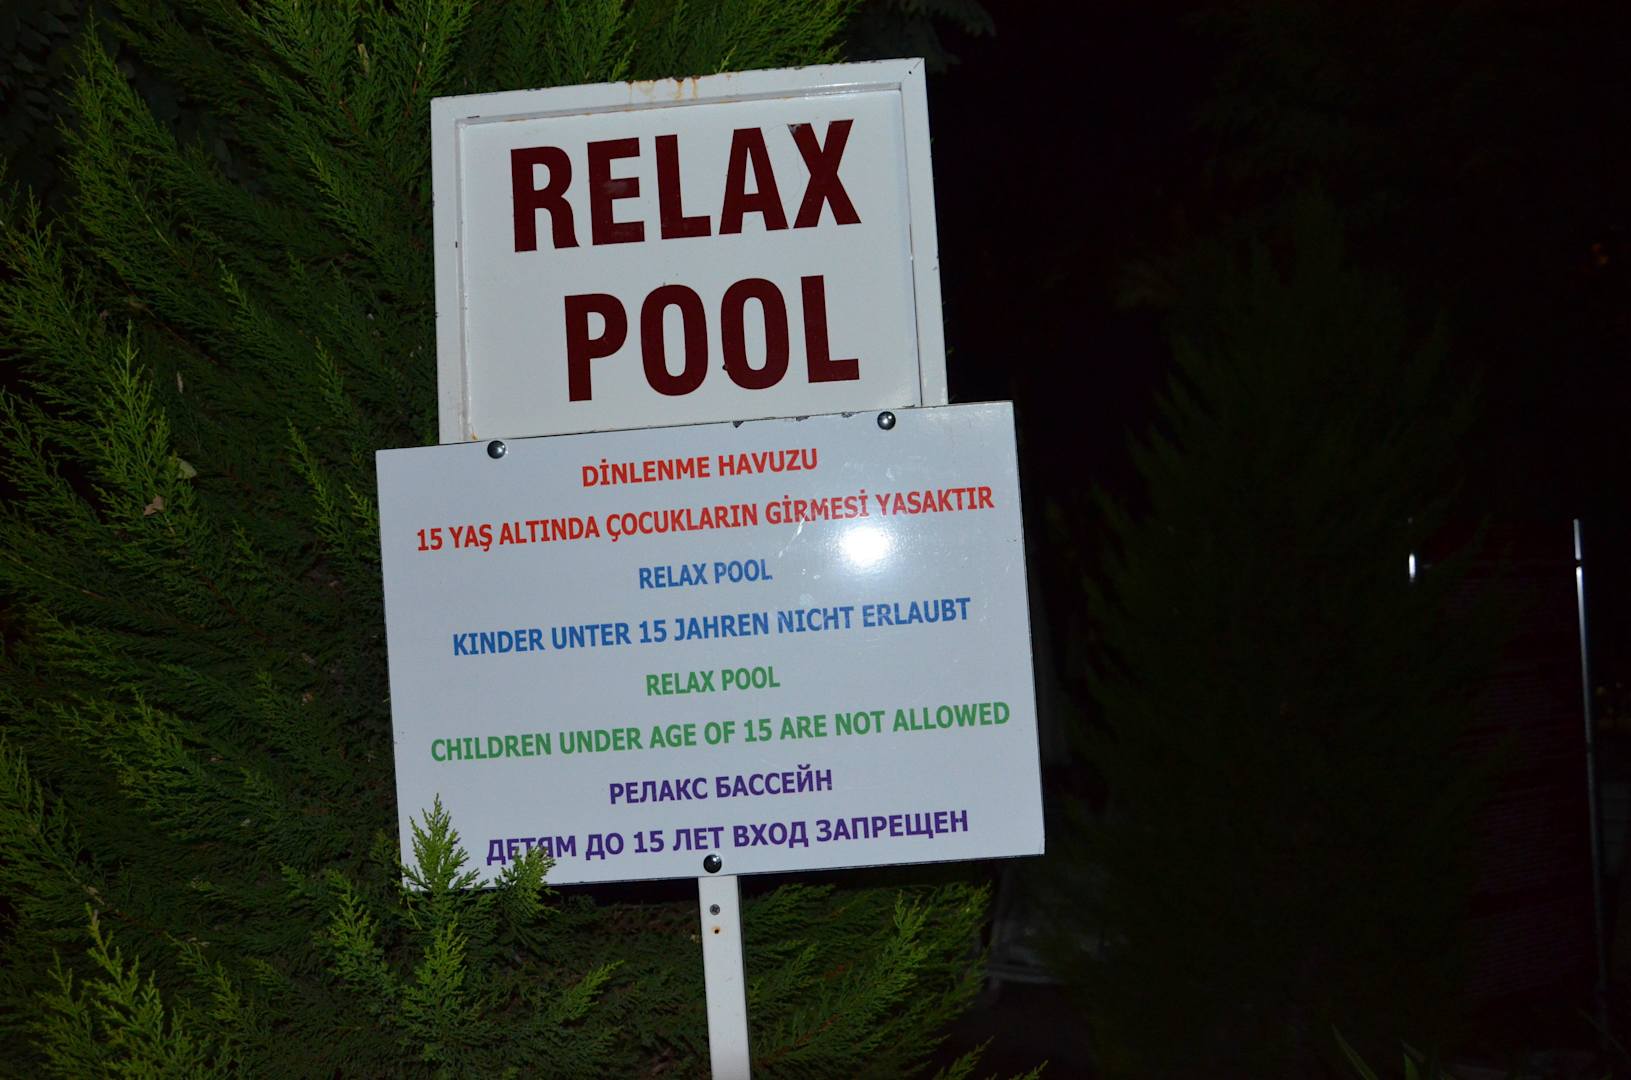 RELAX
POOL
DİNLENME HAVUZU
15 YAŞ ALTINDA ÇOCUKLARIN GİRMESİ YASAKTIR
RELAX POOL
KINDER UNTER 15 JAHREN NICHT ERLAUBT
RELAX POOL
CHILDREN UNDER AGE OF 15 ARE NOT ALLOWED
РЕЛАКС БАССЕЙН
ДЕТЯМ ДО 15 ЛЕТ ВХОД ЗАПРЕЩЕН